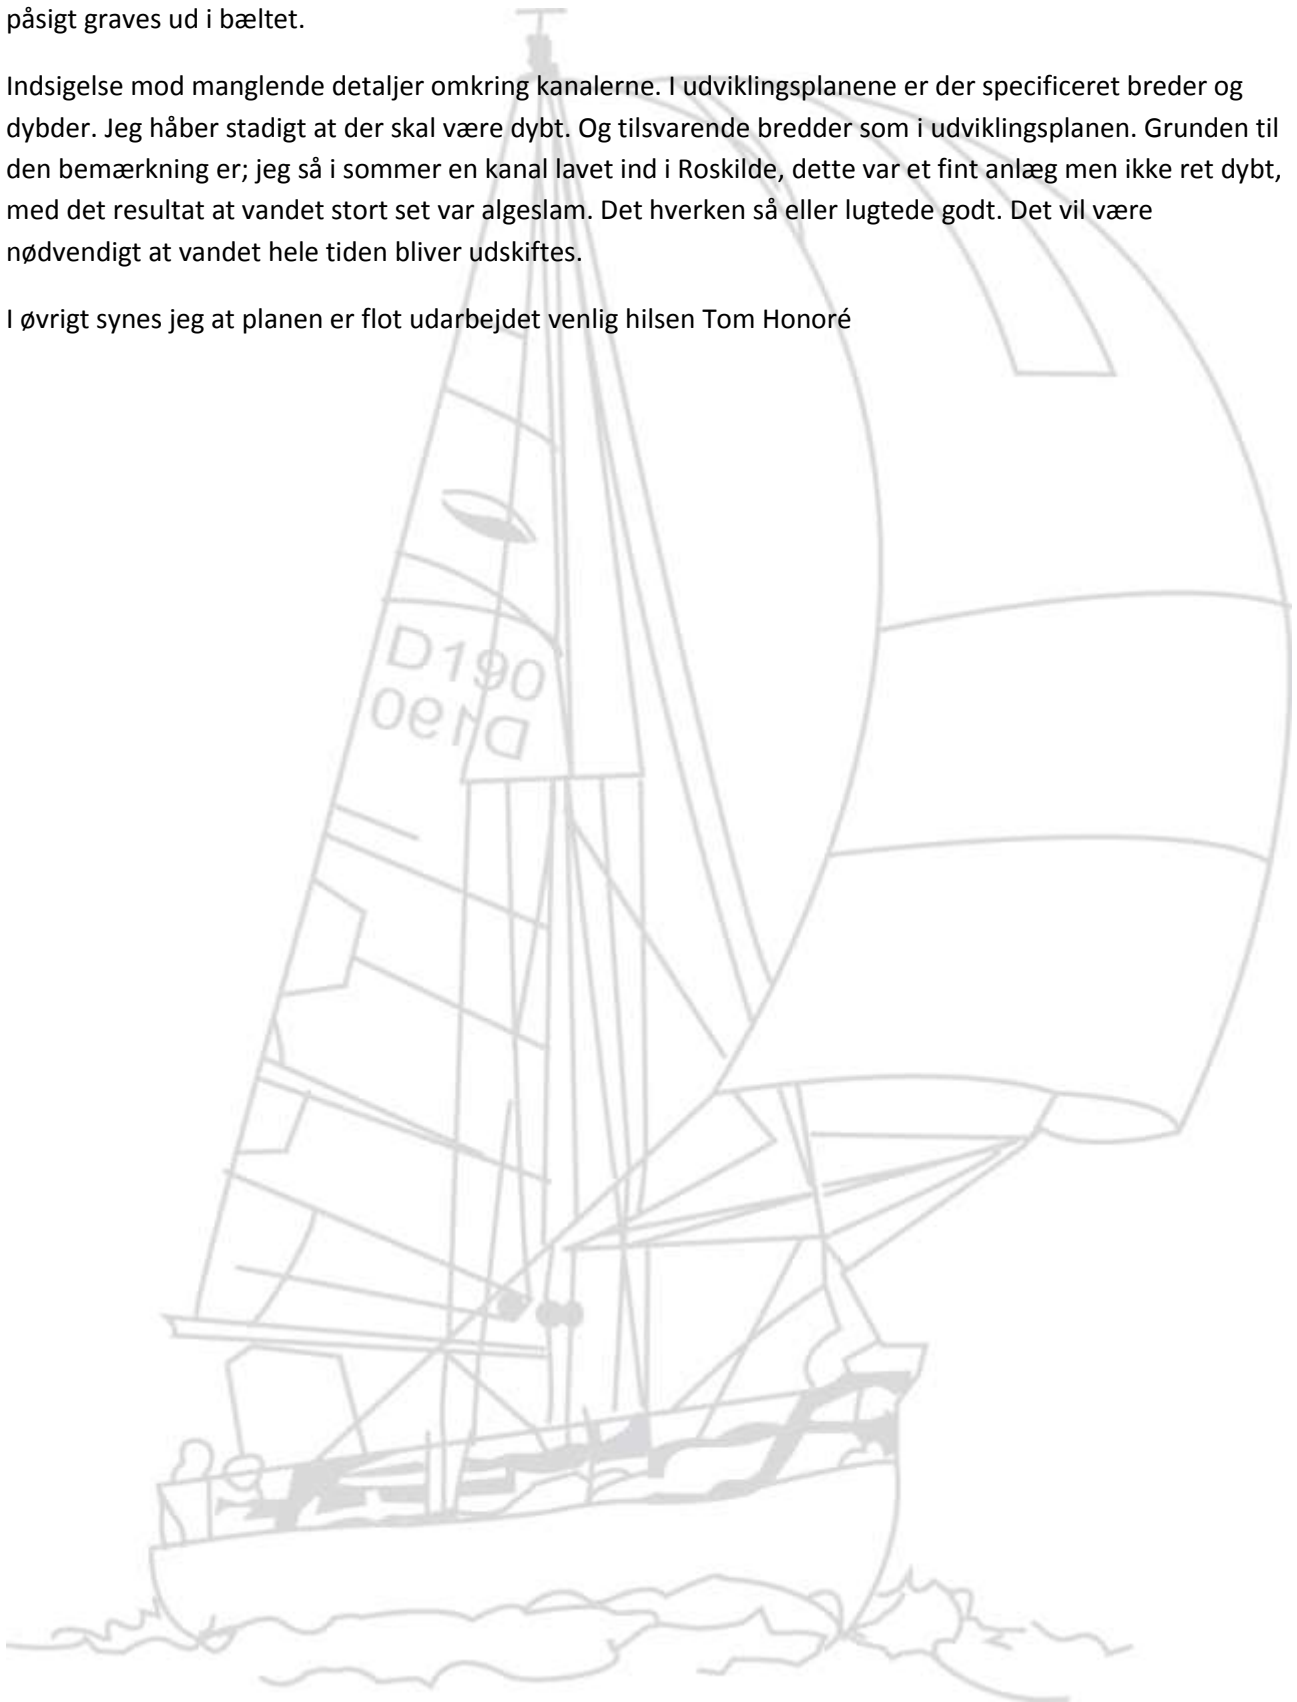 påsigt graves ud i bæltet.
Indsigelse mod manglende detaljer omkring kanalerne. I udviklingsplanene er der specificeret breder og
dybder. Jeg håber stadigt at der skal være dybt. Og tilsvarende bredder som i udviklingsplanen. Grunden til
den bemærkning er; jeg så i sommer en kanal lavet ind i Roskilde, dette var et fint anlæg men ikke ret dybt,
med det resultat at vandet stort set var algeslam. Det hverken så eller lugtede godt. Det vil være
nødvendigt at vandet hele tiden bliver udskiftes.
I øvrigt synes jeg at planen er flot udarbejdet venlig hilsen Tom Honoré
D190
D190